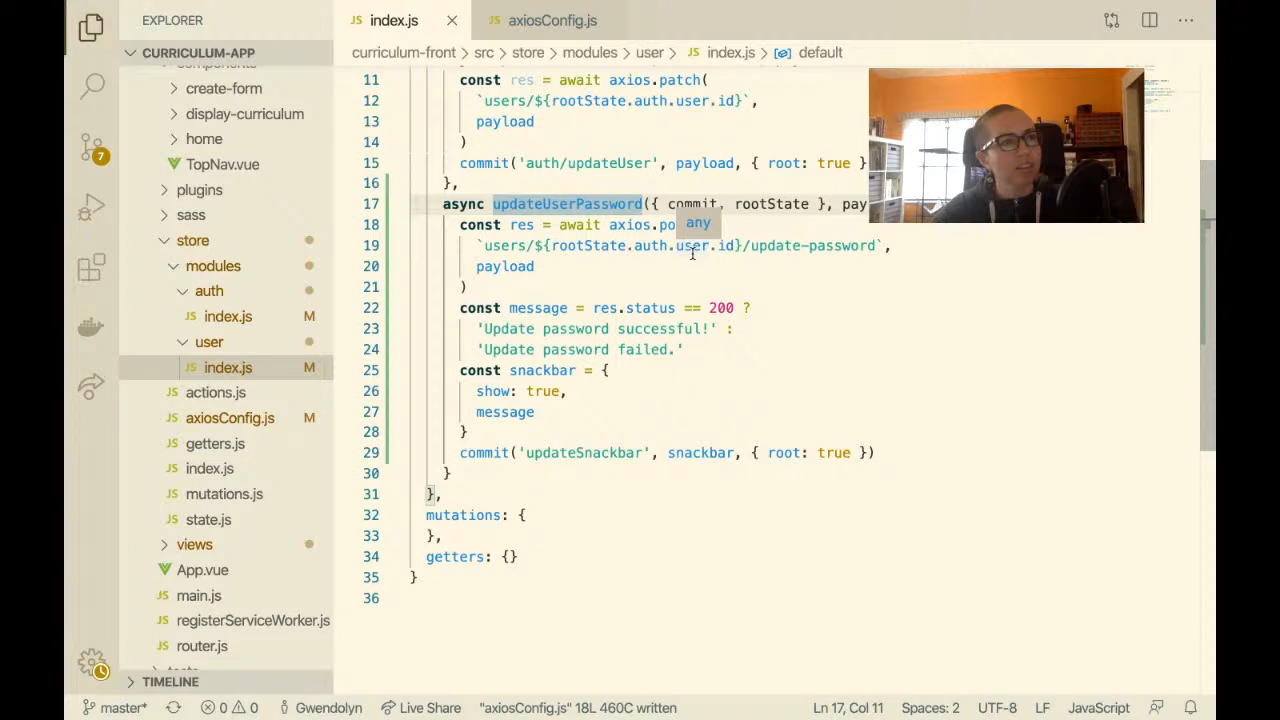 EXPLORER
CURRICULUM-APP
create-form
display-curriculum
home
TopNav.vue
plugins
sass
store
modules
auth
JS index.js M
user
JS index.js M
JS actions.js
JS axiosConfig.js M
JS getters.js
JS index.js
JS mutations.js
JS state.js
views
App.vue
JS main.js
JS registerServiceWorker.js
JS router.js
TIMELINE
7
JS index.js
JS axiosConfig.js
curriculum-front > src > store > modules > user > JS index.js > default
11 const res = await axios.patch(
12 `users/${rootState.auth.user.id}`,
13 payload
14 )
15 commit('auth/updateUser', payload, { root: true }
16 },
17 async updateUserPassword({ commit, rootState }, pay
any
18 const res = await axios.po
19 `users/${rootState.auth.user.id}/update-password`,
20 payload
21 )
22 const message = res.status == 200 ?
23 'Update password successful!' :
24 'Update password failed.'
25 const snackbar = {
26 show: true,
27 message
28 }
29 commit('updateSnackbar', snackbar, { root: true })
30 }
31 },
32 mutations: {
33 },
34 getters: {}
35 }
36
master* 0 0 Gwendolyn Live Share "axiosConfig.js" 18L 460C written Ln 17, Col 11 Spaces: 2 UTF-8 LF JavaScript